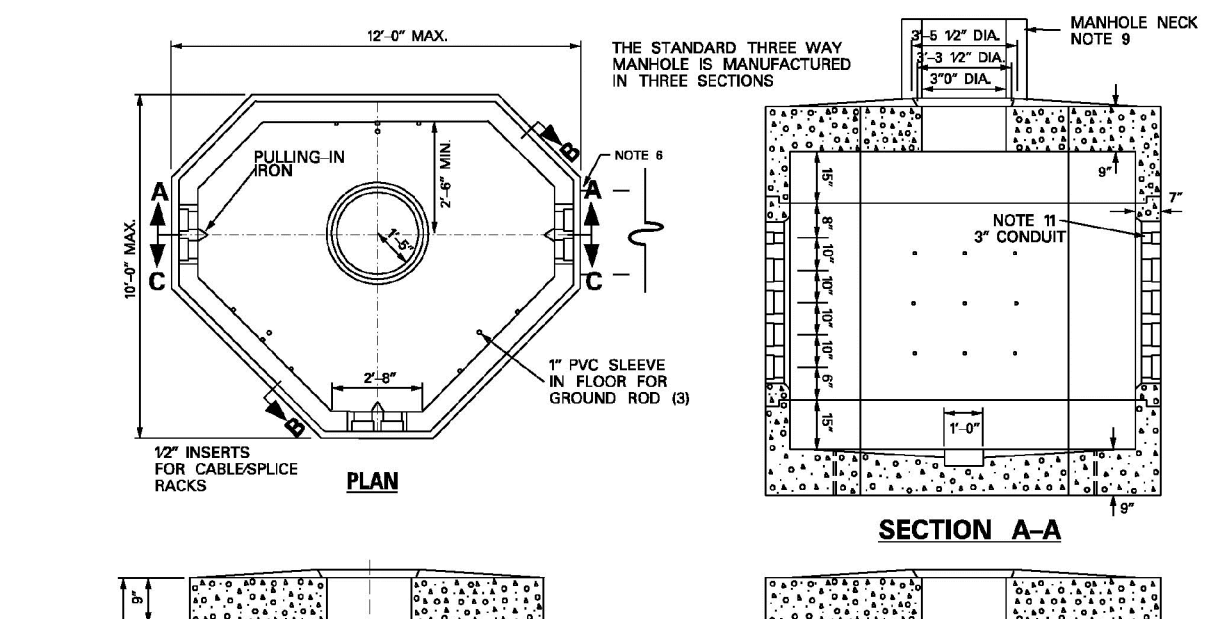 12'-0" MAX.
THE STANDARD THREE WAY
MANHOLE IS MANUFACTURED
IN THREE SECTIONS
PULLING-IN
IRON
2'-6" MIN.
B
NOTE 6
A
A
10'-0" MAX.
1'-5"
C
C
2'-8"
1" PVC SLEEVE
IN FLOOR FOR
GROUND ROD (3)
B
1/2" INSERTS
FOR CABLE/SPLICE
RACKS
PLAN
MANHOLE NECK
NOTE 9
3'-5 1/2" DIA.
3'-3 1/2" DIA.
3"0" DIA.
9"
15"
7"
NOTE 11
3" CONDUIT
8"
10"
10"
10"
10"
6"
15"
1'-0"
9"
SECTION A-A
9"